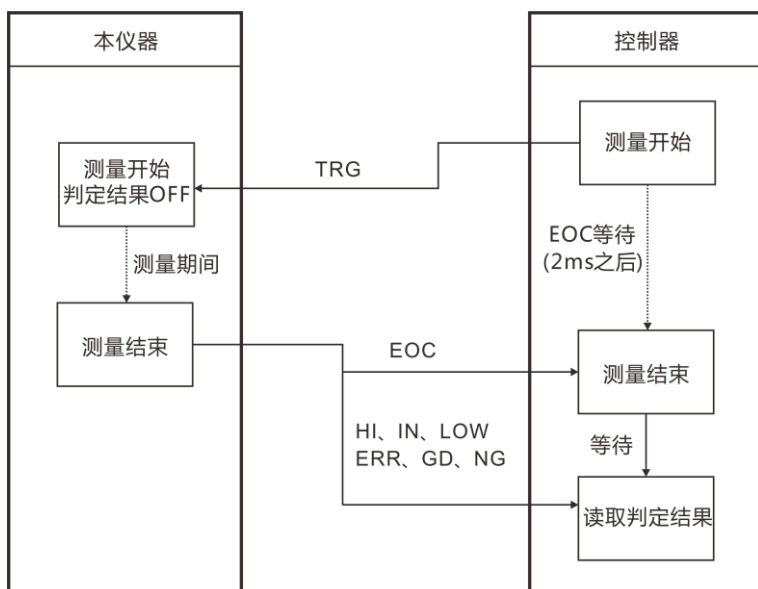 本仪器
控制器
测量开始
测量开始
判定结果OFF
TRG
EOC等待
(2ms之后)
测量期间
测量结束
EOC
测量结束
HI、IN、LOW
ERR、GD、NG
等待
读取判定结果